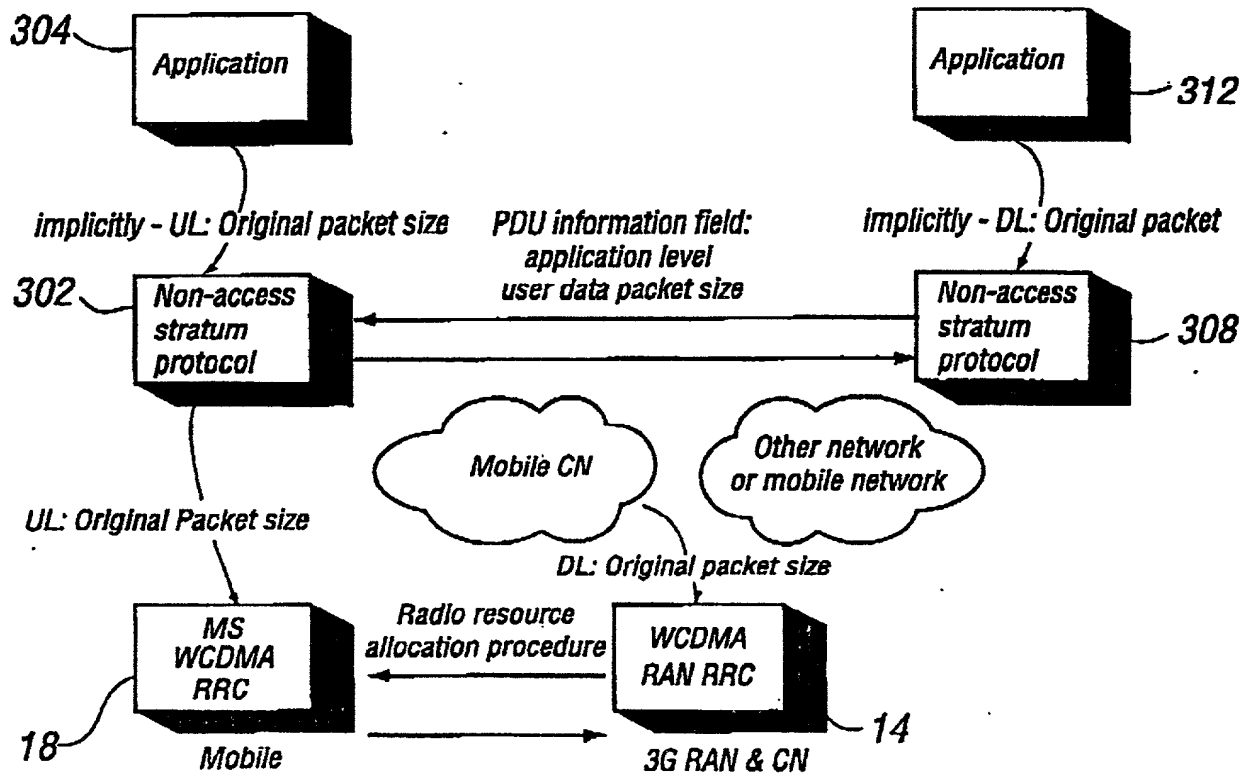 304
Application
Application
312
implicitly - UL: Original packet size
PDU information field:
application level
user data packet size
implicitly - DL: Original packet
302
Non-access
stratum
protocol
Non-access
stratum
protocol
308
Mobile CN
Other network
or mobile network
UL: Original Packet size
DL: Original packet size
MS
WCDMA
RRC
Radio resource
allocation procedure
WCDMA
RAN RRC
18
Mobile
14
3G RAN & CN